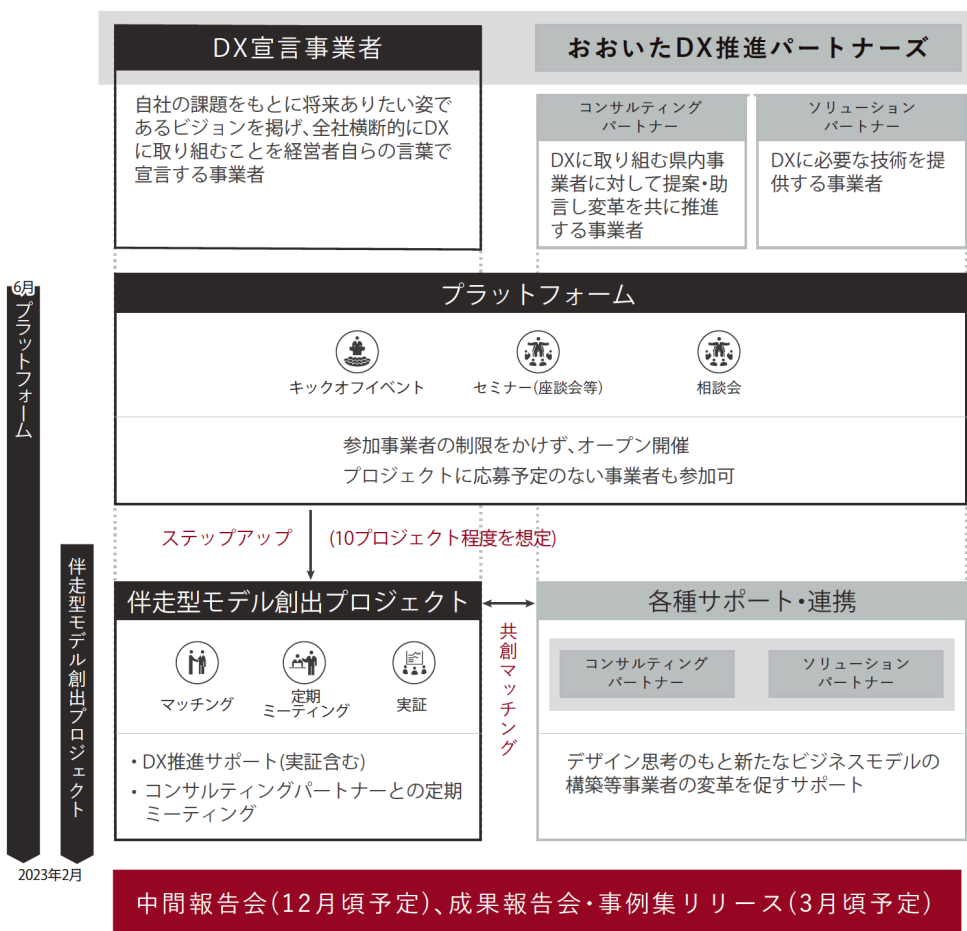 DX宣言事業者
自社の課題をもとに将来ありたい姿で
あるビジョンを掲げ、全社横断的にDX
に取り組むことを経営者自らの言葉で
宣言する事業者
おおいたDX推進パートナーズ
コンサルティング
パートナー
DXに取り組む県内事
業者に対して提案・助
言し変革を共に推進
する事業者
ソリューション
パートナー
DXに必要な技術を提
供する事業者
6月
プラットフォーム
プラットフォーム
キックオフイベント
セミナー(座談会等)
相談会
参加事業者の制限をかけず、オープン開催
プロジェクトに応募予定のない事業者も参加可
ステップアップ
(10プロジェクト程度を想定)
伴走型モデル創出プロジェクト
伴走型モデル創出プロジェクト
マッチング
定期
ミーティング
実証
・DX推進サポート(実証含む)
・コンサルティングパートナーとの定期
ミーティング
共創マッチング
各種サポート・連携
コンサルティング
パートナー
ソリューション
パートナー
デザイン思考のもと新たなビジネスモデルの
構築等事業者の変革を促すサポート
2023年2月
中間報告会(12月頃予定)、成果報告会・事例集リリース(3月頃予定)